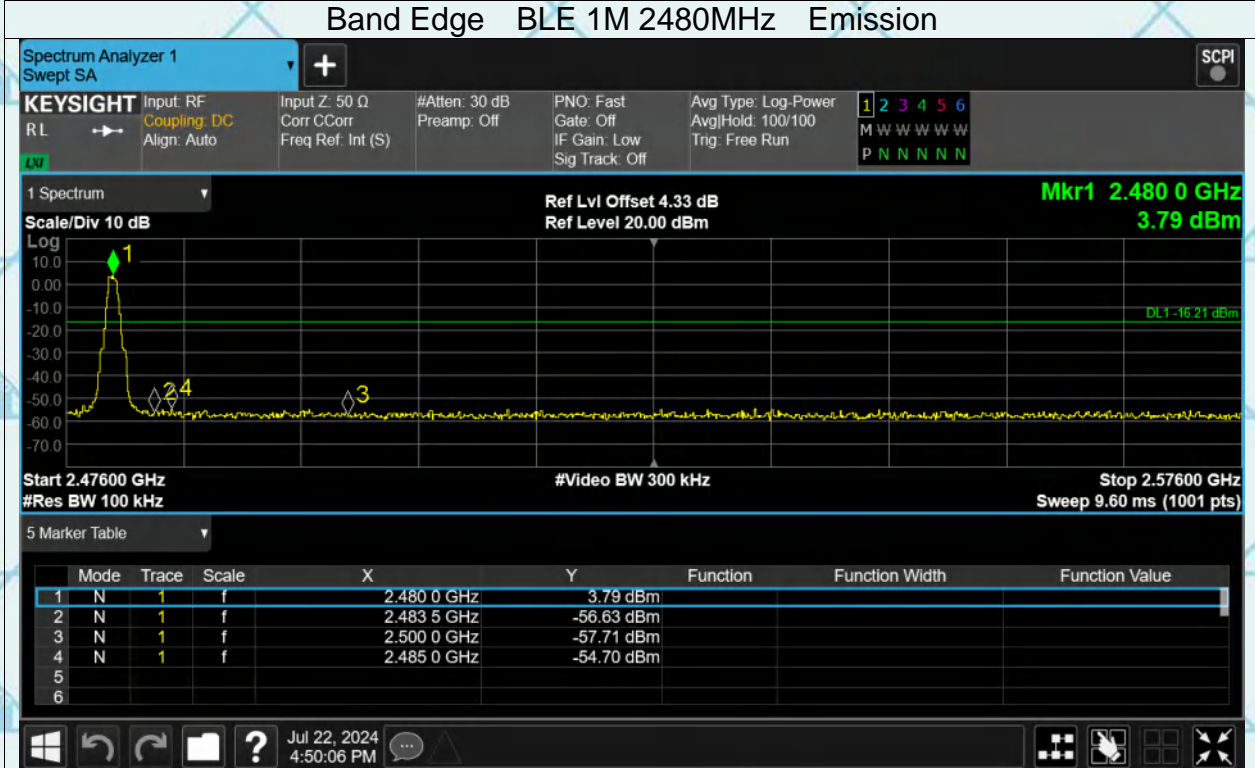 Band Edge BLE 1M 2480MHz Emission
Spectrum Analyzer 1
Swept SA
SCPI
KEYSIGHT Input: RF Input Z: 50 Ω #Atten: 30 dB PNO: Fast Avg Type: Log-Power 1 2 3 4 5 6
RL Coupling: DC Corr CCorr Preamp: Off Gate: Off Avg|Hold: 100/100 M W W W W W
Align: Auto Freq Ref: Int (S) IF Gain: Low Trig: Free Run P N N N N N
LXI Sig Track: Off
1 Spectrum Ref Lvl Offset 4.33 dB Mkr1 2.480 0 GHz
Scale/Div 10 dB Ref Level 20.00 dBm 3.79 dBm
Log
1
10.0
0.00
-10.0
DL1 -16.21 dBm
-20.0
-30.0
-40.0
24 3
-50.0
-60.0
-70.0
Start 2.47600 GHz #Video BW 300 kHz Stop 2.57600 GHz
#Res BW 100 kHz Sweep 9.60 ms (1001 pts)
5 Marker Table
Mode Trace Scale X Y Function Function Width Function Value
1 N 1 f 2.480 0 GHz 3.79 dBm
2 N 1 f 2.483 5 GHz -56.63 dBm
3 N 1 f 2.500 0 GHz -57.71 dBm
4 N 1 f 2.485 0 GHz -54.70 dBm
5
6
? Jul 22, 2024
4:50:06 PM